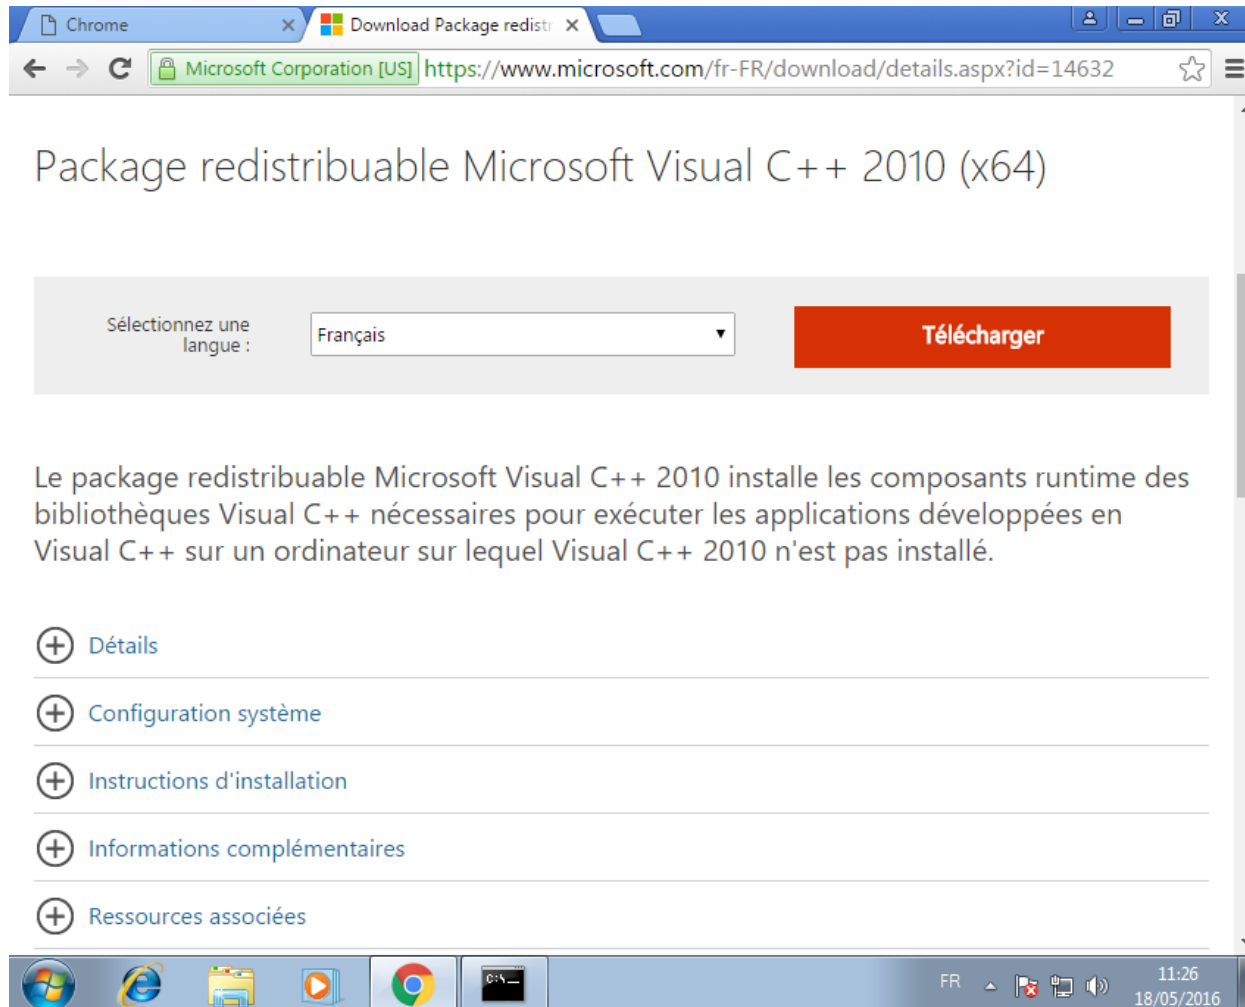 Chrome
Download Package redistr
Microsoft Corporation [US] https://www.microsoft.com/fr-FR/download/details.aspx?id=14632
Package redistribuable Microsoft Visual C++ 2010 (x64)
Sélectionnez une
langue :
Français
Télécharger
Le package redistribuable Microsoft Visual C++ 2010 installe les composants runtime des
bibliothèques Visual C++ nécessaires pour exécuter les applications développées en
Visual C++ sur un ordinateur sur lequel Visual C++ 2010 n'est pas installé.
Détails
Configuration système
Instructions d'installation
Informations complémentaires
Ressources associées
C:\_
FR
11:26
18/05/2016